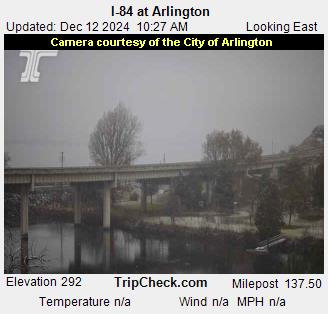 I-84 at Arlington
Updated: Dec 12 2024 10:27 AM Looking East
Camera courtesy of the City of Arlington
Elevation 292 TripCheck.com Milepost 137.50
Temperature n/a Wind n/a MPH n/a